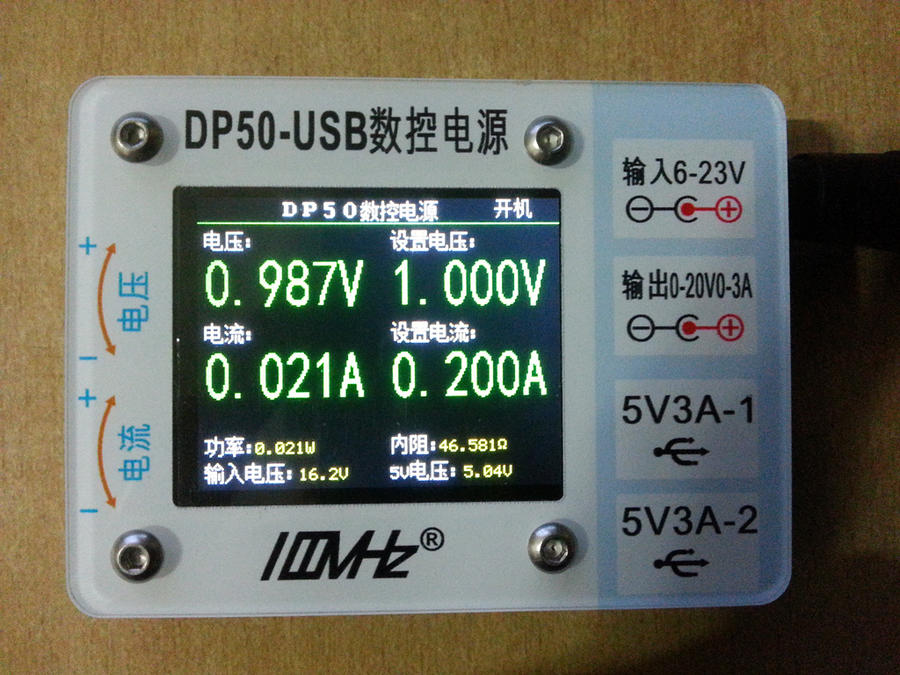 DP50-USB数控电源
DP50数控电源 开机
电压: 设置电压:
0.987V 1.000V
电流: 设置电流:
0.021A 0.200A
功率:0.021W 内阻:46.581Ω
输入电压:16.2V 5V电压:5.04V
+
电压
-
+
电流
-
100MHz®
输入6-23V
- C +
输出0-20V0-3A
- C +
5V3A-1
5V3A-2